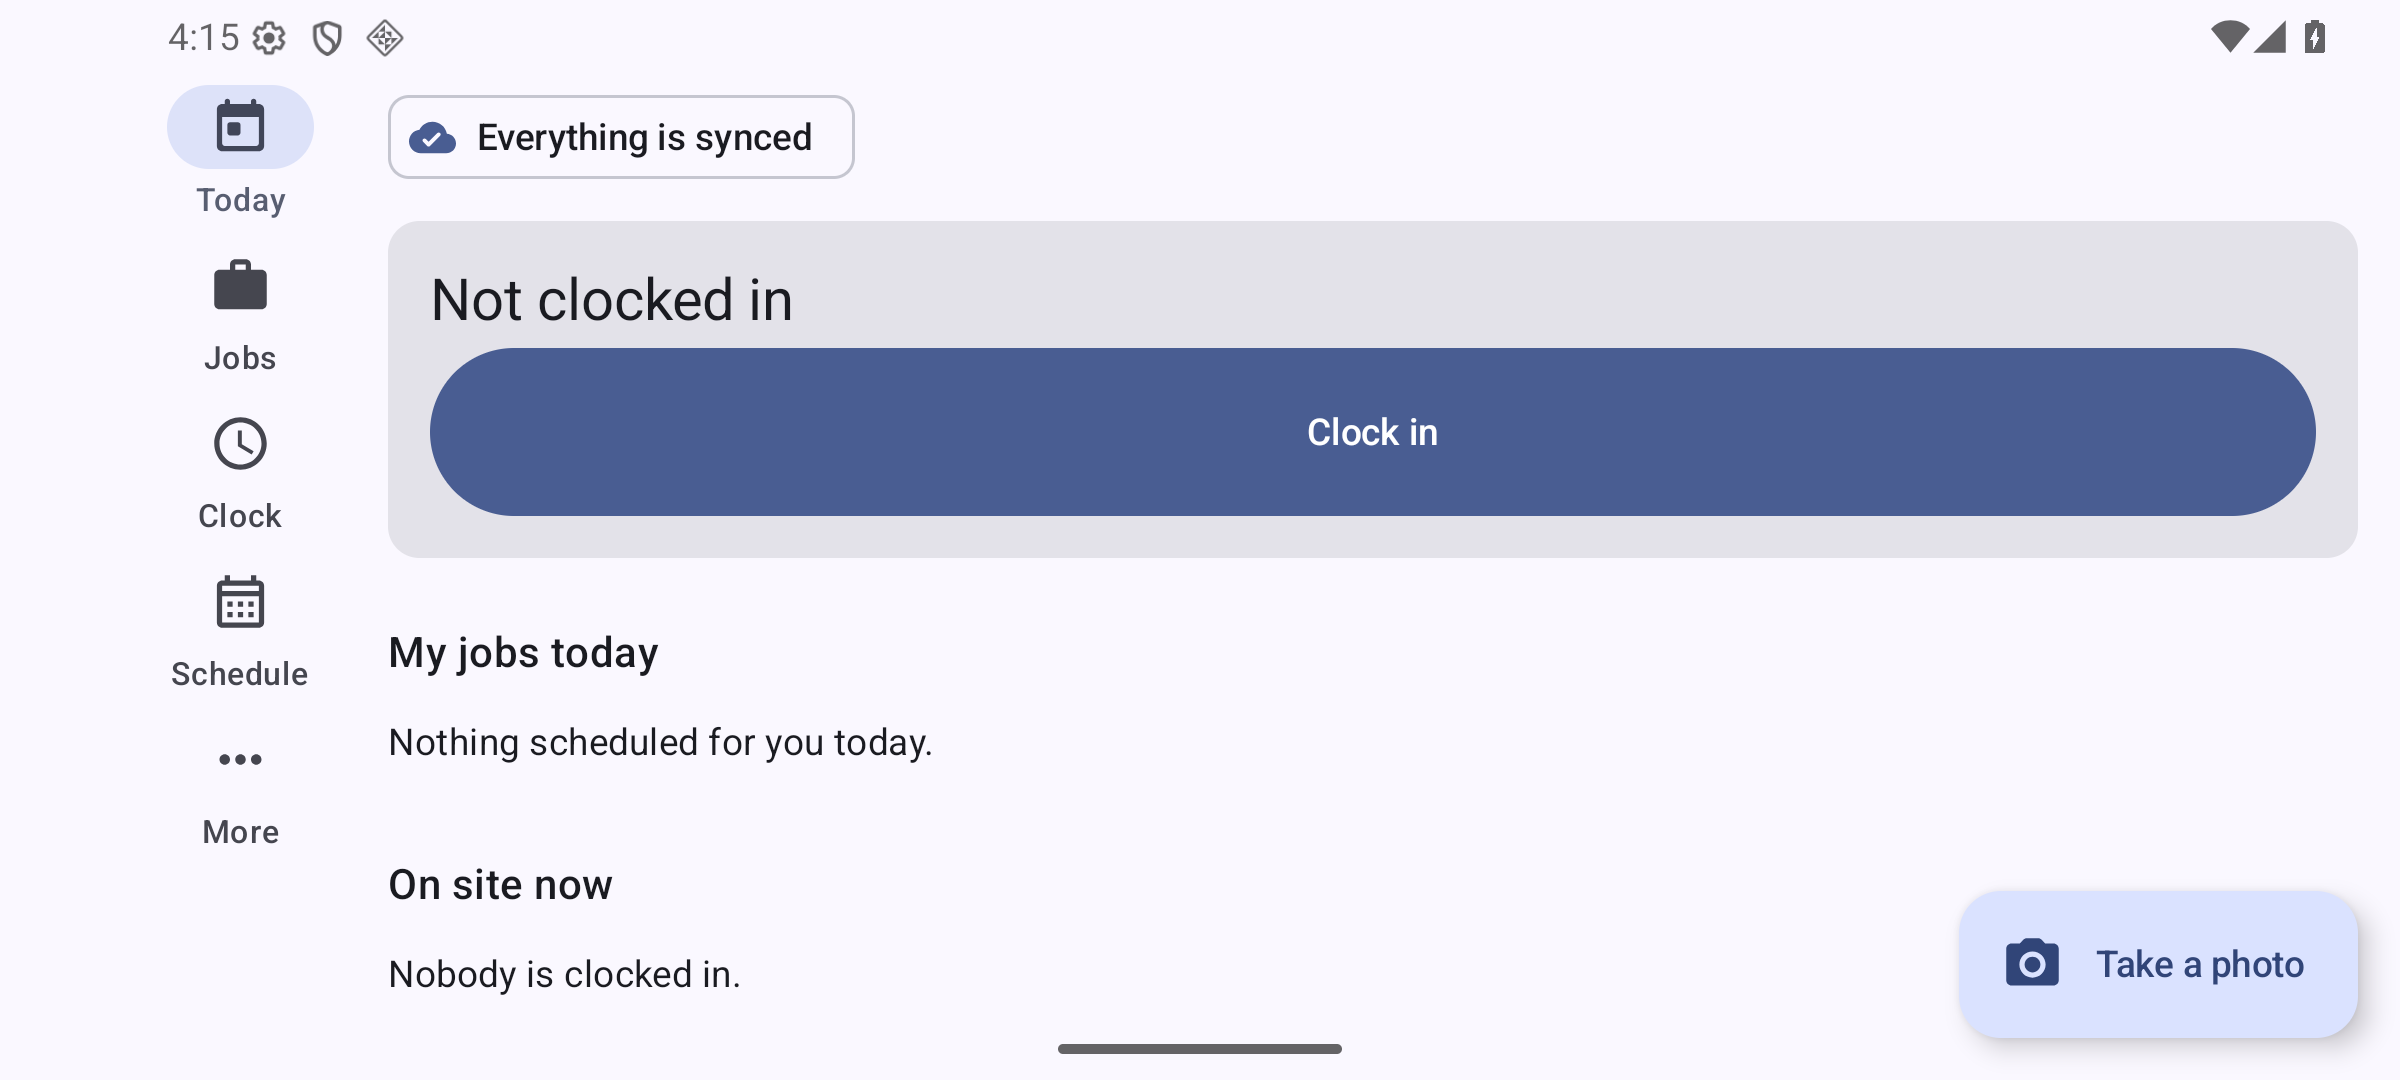 4:15
Today
Jobs
Clock
Schedule
More
Everything is synced
Not clocked in
Clock in
My jobs today
Nothing scheduled for you today.
On site now
Nobody is clocked in.
Take a photo